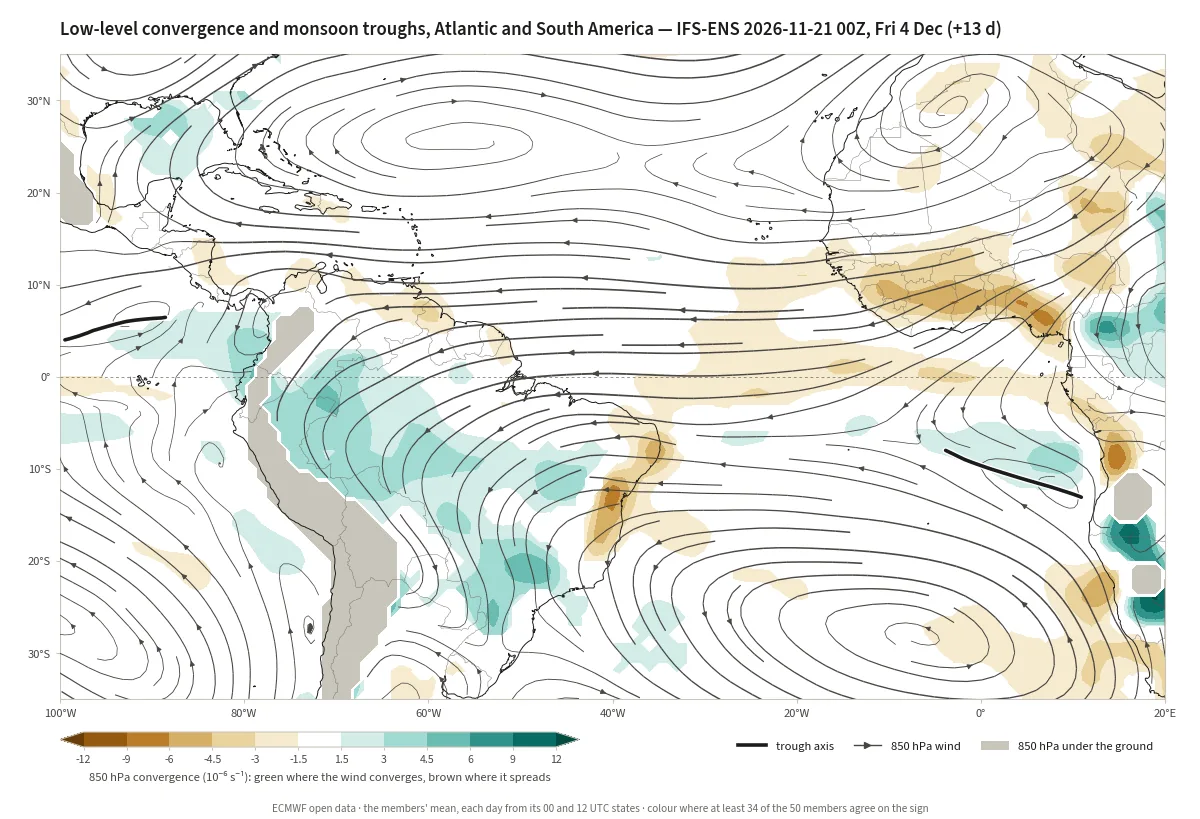 Low-level convergence and monsoon troughs, Atlantic and South America — IFS-ENS 2026-11-21 00Z, Fri 4 Dec (+13 d)
30°N
20°N
10°N
0°
10°S
20°S
30°S
100°W 80°W 60°W 40°W 20°W 0° 20°E
-12 -9 -6 -4.5 -3 -1.5 1.5 3 4.5 6 9 12
850 hPa convergence (10⁻⁶ s⁻¹): green where the wind converges, brown where it spreads
trough axis 850 hPa wind 850 hPa under the ground
ECMWF open data · the members' mean, each day from its 00 and 12 UTC states · colour where at least 34 of the 50 members agree on the sign